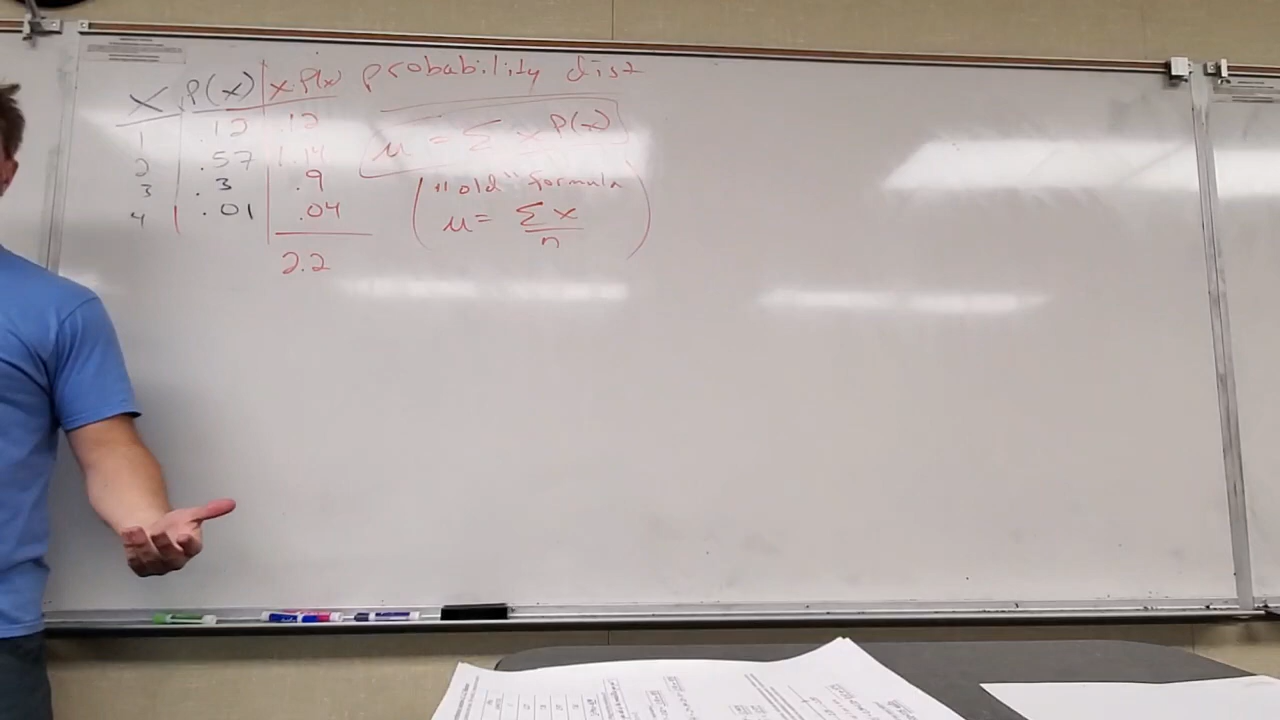 X P(x) x P(x) probability dist
1 .12 .12
2 .57 1.14
3 .3 .9
4 .01 .04
2.2
μ = Σ x P(x)
("old" formula
μ = Σx / n)